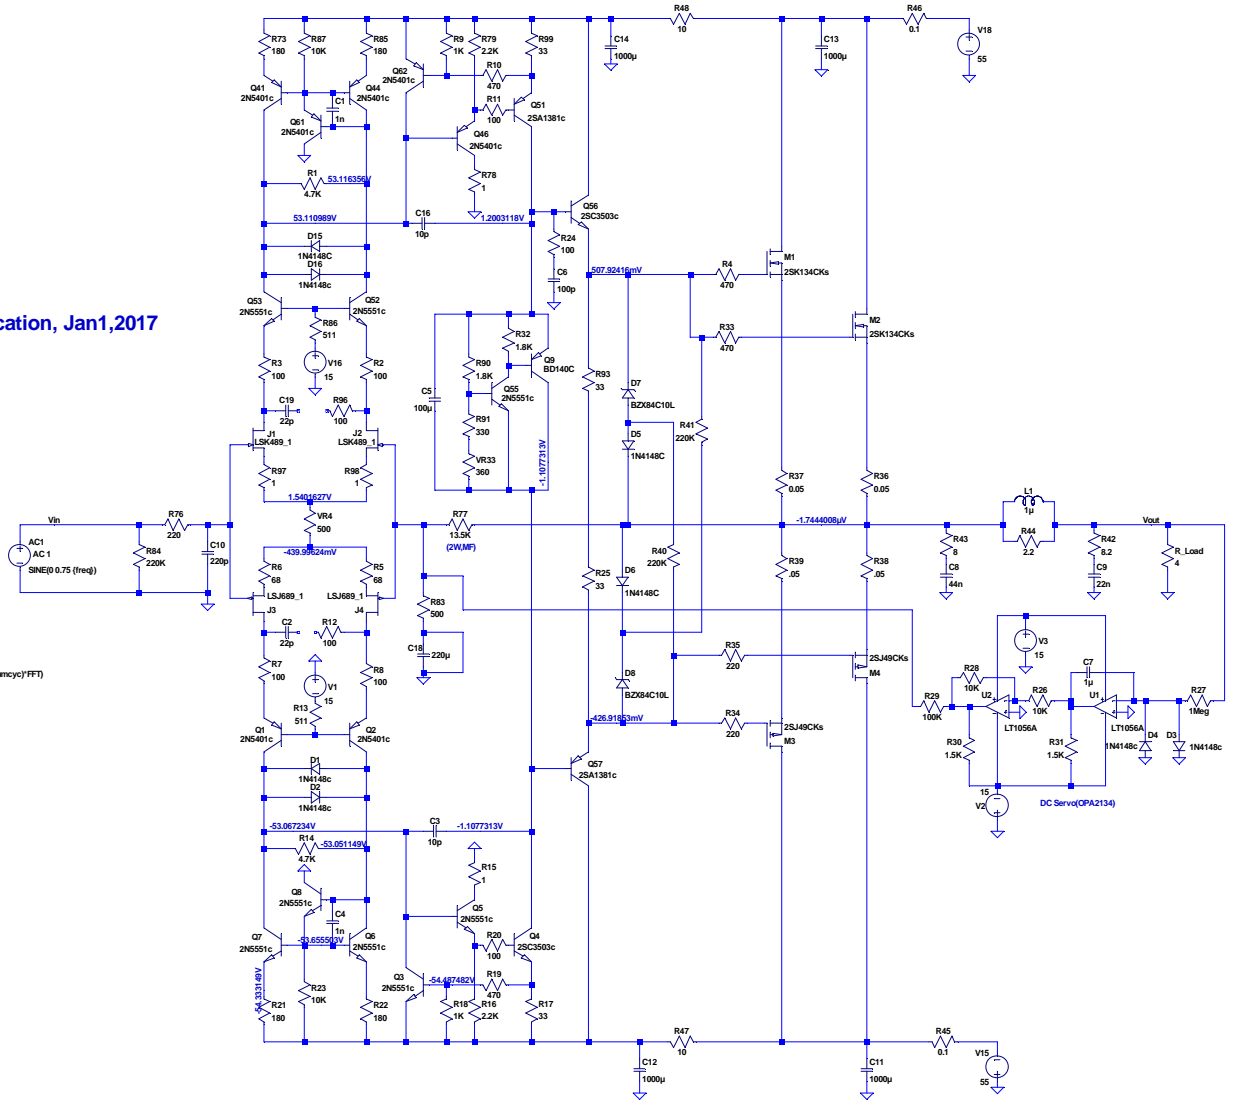 R73
180
R87
10K
R85
180
R9
1K
R79
2.2K
R99
33
R48
10
R46
0.1
V18
55
C14
1000µ
C13
1000µ
Q62
2N5401c
R10
470
R11
100
Q51
2SA1381c
Q41
2N5401c
Q44
2N5401c
C1
1n
Q61
2N5401c
Q46
2N5401c
R78
1
R1
4.7K
53.116356V
53.110989V
C16
10p
1.2003118V
Q56
2SC3503c
R24
100
C6
100p
D15
1N4148C
D16
1N4148c
507.92416mV
R4
470
M1
2SK134CKs
Q53
2N5551c
Q52
2N5551c
R86
511
cation, Jan1,2017
R33
470
M2
2SK134CKs
R32
1.8K
Q9
BD140C
R3
100
V16
15
R2
100
R90
1.8K
Q55
2N5551c
C5
100µ
R93
33
D7
BZX84C10L
C19
22p
R96
100
R91
330
R41
220K
J1
LSK489_1
J2
LSK489_1
D5
1N4148C
VR33
360
-1.1077313V
R97
1
R98
1
R37
0.05
R36
0.05
1.5401627V
VR4
500
L1
1µ
Vin
R76
220
R77
13.5K
(2W,MF)
-1.7444008µV
Vout
AC1
AC 1
SINE(0 0.75 {freq})
R84
220K
C10
220p
-439.99624mV
R40
220K
R43
8
R44
2.2
R42
8.2
R_Load
4
R6
68
R5
68
R25
33
D6
1N4148C
R39
.05
R38
.05
C8
44n
C9
22n
LSJ689_1
J3
LSJ689_1
J4
R83
500
C2
22p
R12
100
C18
220µ
R35
220
2SJ49CKs
M4
V3
15
R7
100
R8
100
V1
15
D8
BZX84C10L
mcyc)*FFT)
R28
10K
C7
1µ
R29
100K
U2
LT1056A
R26
10K
U1
LT1056A
R27
1Meg
R13
511
-426.91853mV
R34
220
2SJ49CKs
M3
Q1
2N5401c
Q2
2N5401c
R30
1.5K
R31
1.5K
D4
1N4148c
D3
1N4148c
D1
1N4148c
D2
1N4148c
Q57
2SA1381c
15
V2
DC Servo(OPA2134)
-53.067234V
C3
10p
-1.1077313V
R14
4.7K
-53.051149V
R15
1
Q8
2N5551c
C4
1n
Q5
2N5551c
Q7
2N5551c
-53.655503V
Q6
2N5551c
R20
100
Q4
2SC3503c
Q3
2N5551c
-54.487482V
R19
470
-54.333149V
R21
180
R23
10K
R22
180
R18
1K
R16
2.2K
R17
33
R47
10
R45
0.1
V15
55
C12
1000µ
C11
1000µ